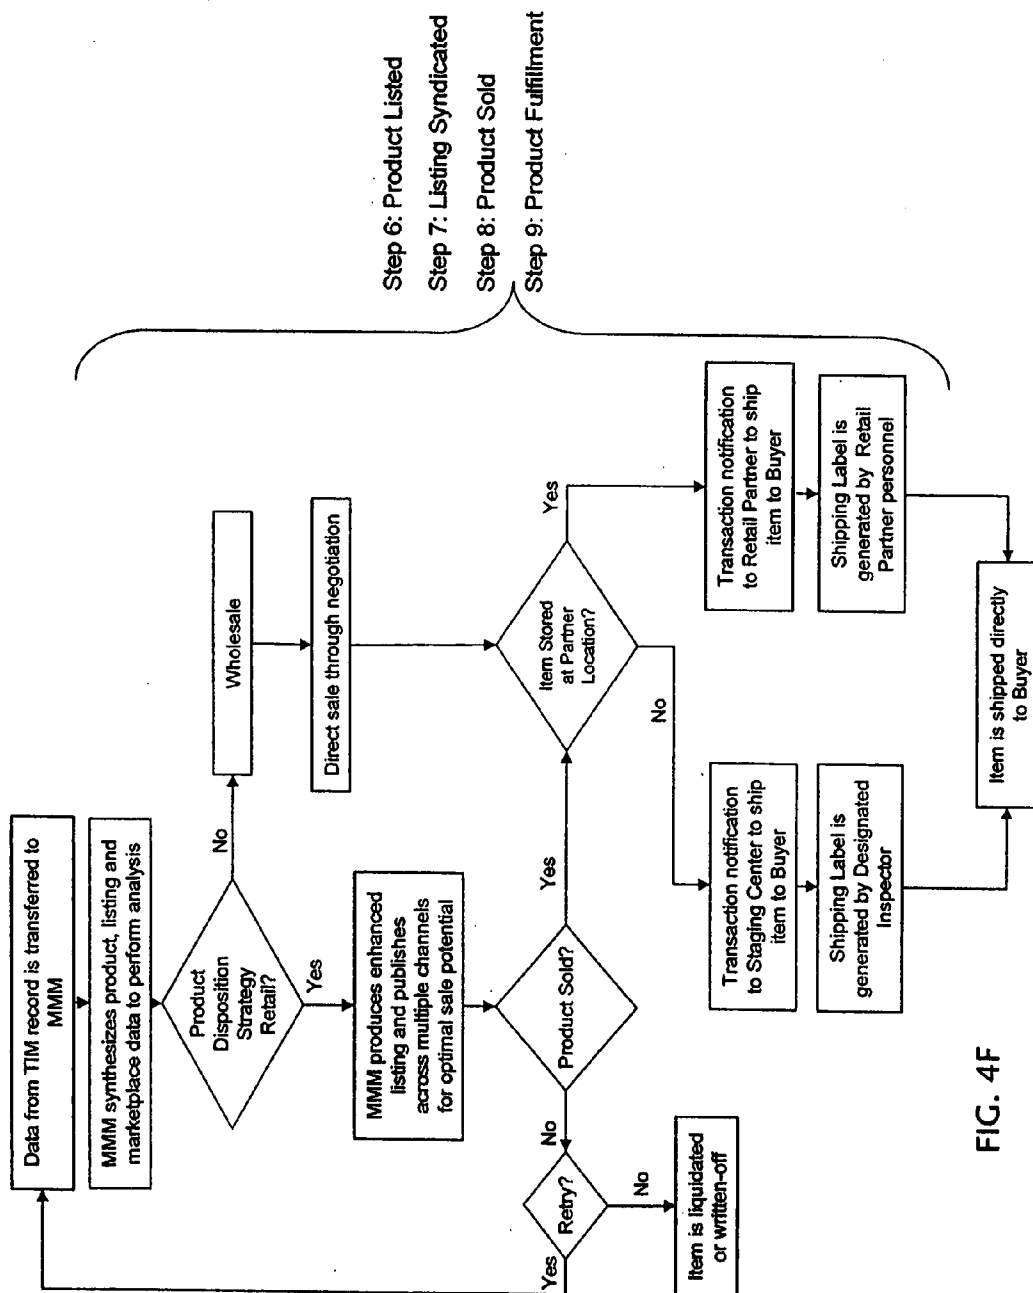 Data from TIM record is transferred to
MMM
MMM synthesizes product, listing and
marketplace data to perform analysis
Product
Disposition
Strategy
Retail?
No
Wholesale
Direct sale through negotiation
Yes
MMM produces enhanced
listing and publishes
across multiple channels
for optimal sale potential
Product Sold?
Yes
No
Retry?
Yes
No
Item is liquidated
or written-off
Item Stored
at Partner
Location?
Yes
No
Transaction notification
to Staging Center to ship
item to Buyer
Shipping Label is
generated by Designated
Inspector
Transaction notification
to Retail Partner to ship
item to Buyer
Shipping Label is
generated by Retail
Partner personnel
Item is shipped directly
to Buyer
Step 6: Product Listed
Step 7: Listing Syndicated
Step 8: Product Sold
Step 9: Product Fulfillment
FIG. 4F